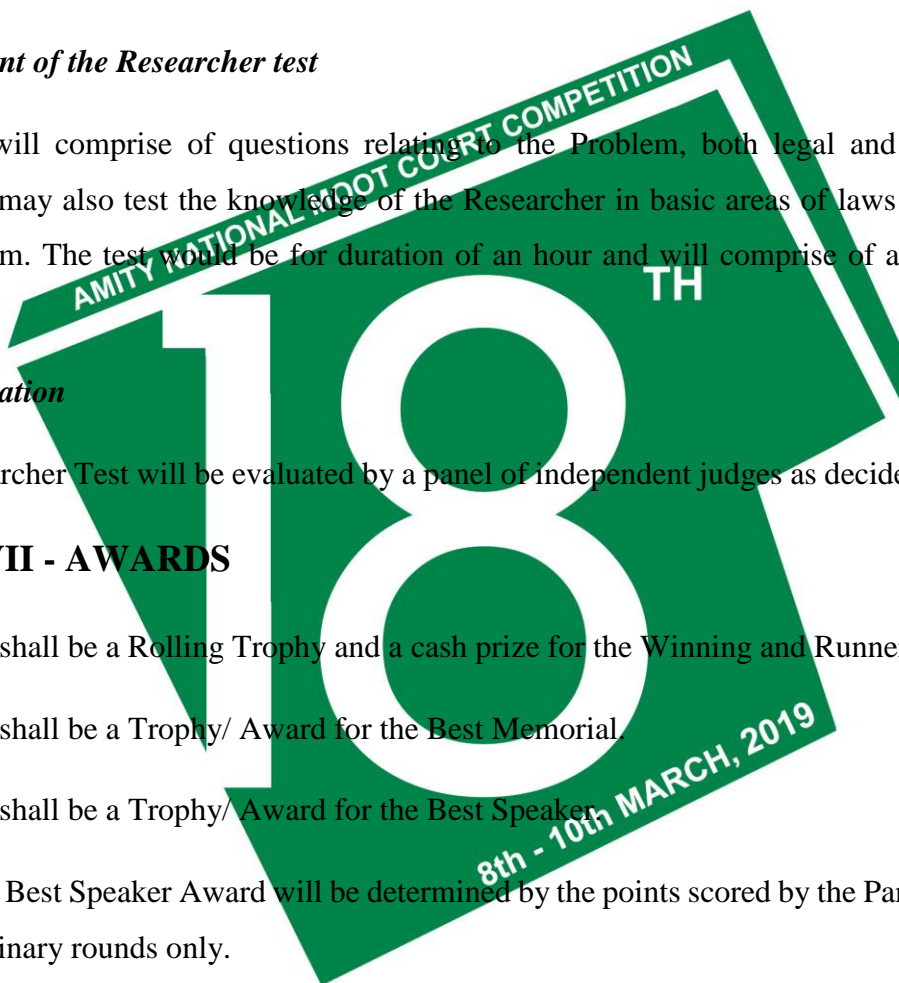 nt of the Researcher test
AMITY NATIONAL MOOT COURT COMPETITION
will comprise of questions relating to the Problem, both legal and
may also test the knowledge of the Researcher in basic areas of laws
m. The test would be for duration of an hour and will comprise of a
18TH
ation
archer Test will be evaluated by a panel of independent judges as decide
VII - AWARDS
shall be a Rolling Trophy and a cash prize for the Winning and Runner
shall be a Trophy/ Award for the Best Memorial.
shall be a Trophy/ Award for the Best Speaker.
8th - 10th MARCH, 2019
Best Speaker Award will be determined by the points scored by the Par
inary rounds only.